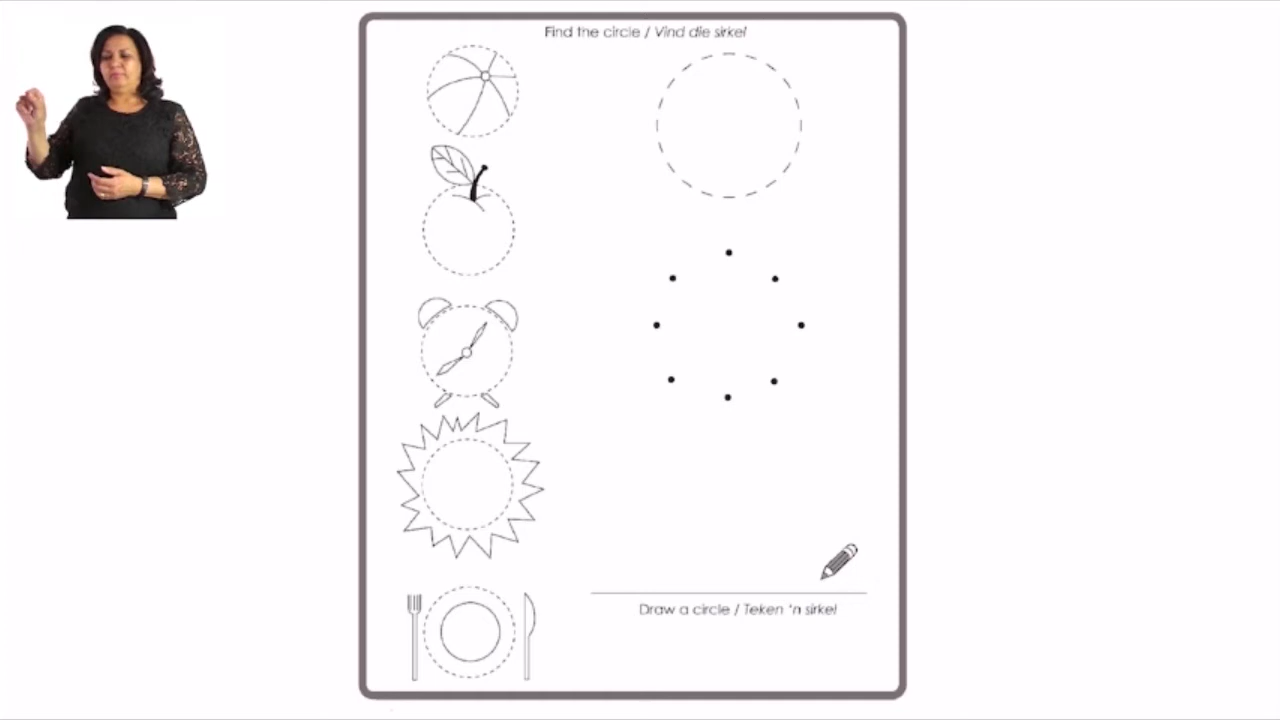 Find the circle / Vind die sirkel
Draw a circle / Teken ‘n sirkel